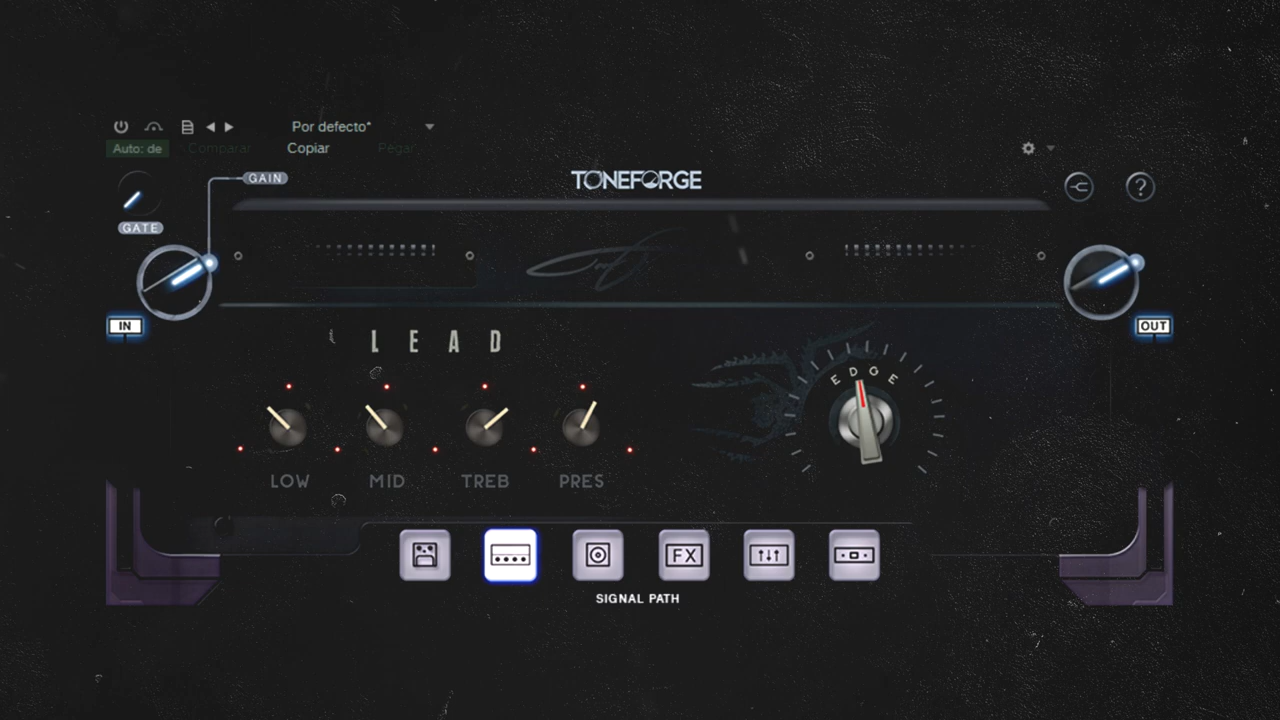 Por defecto*
Auto: de
Comparar
Copiar
Pegar
GAIN
TONEFORGE
?
GATE
IN
OUT
LEAD
EDGE
LOW
MID
TREB
PRES
FX
SIGNAL PATH